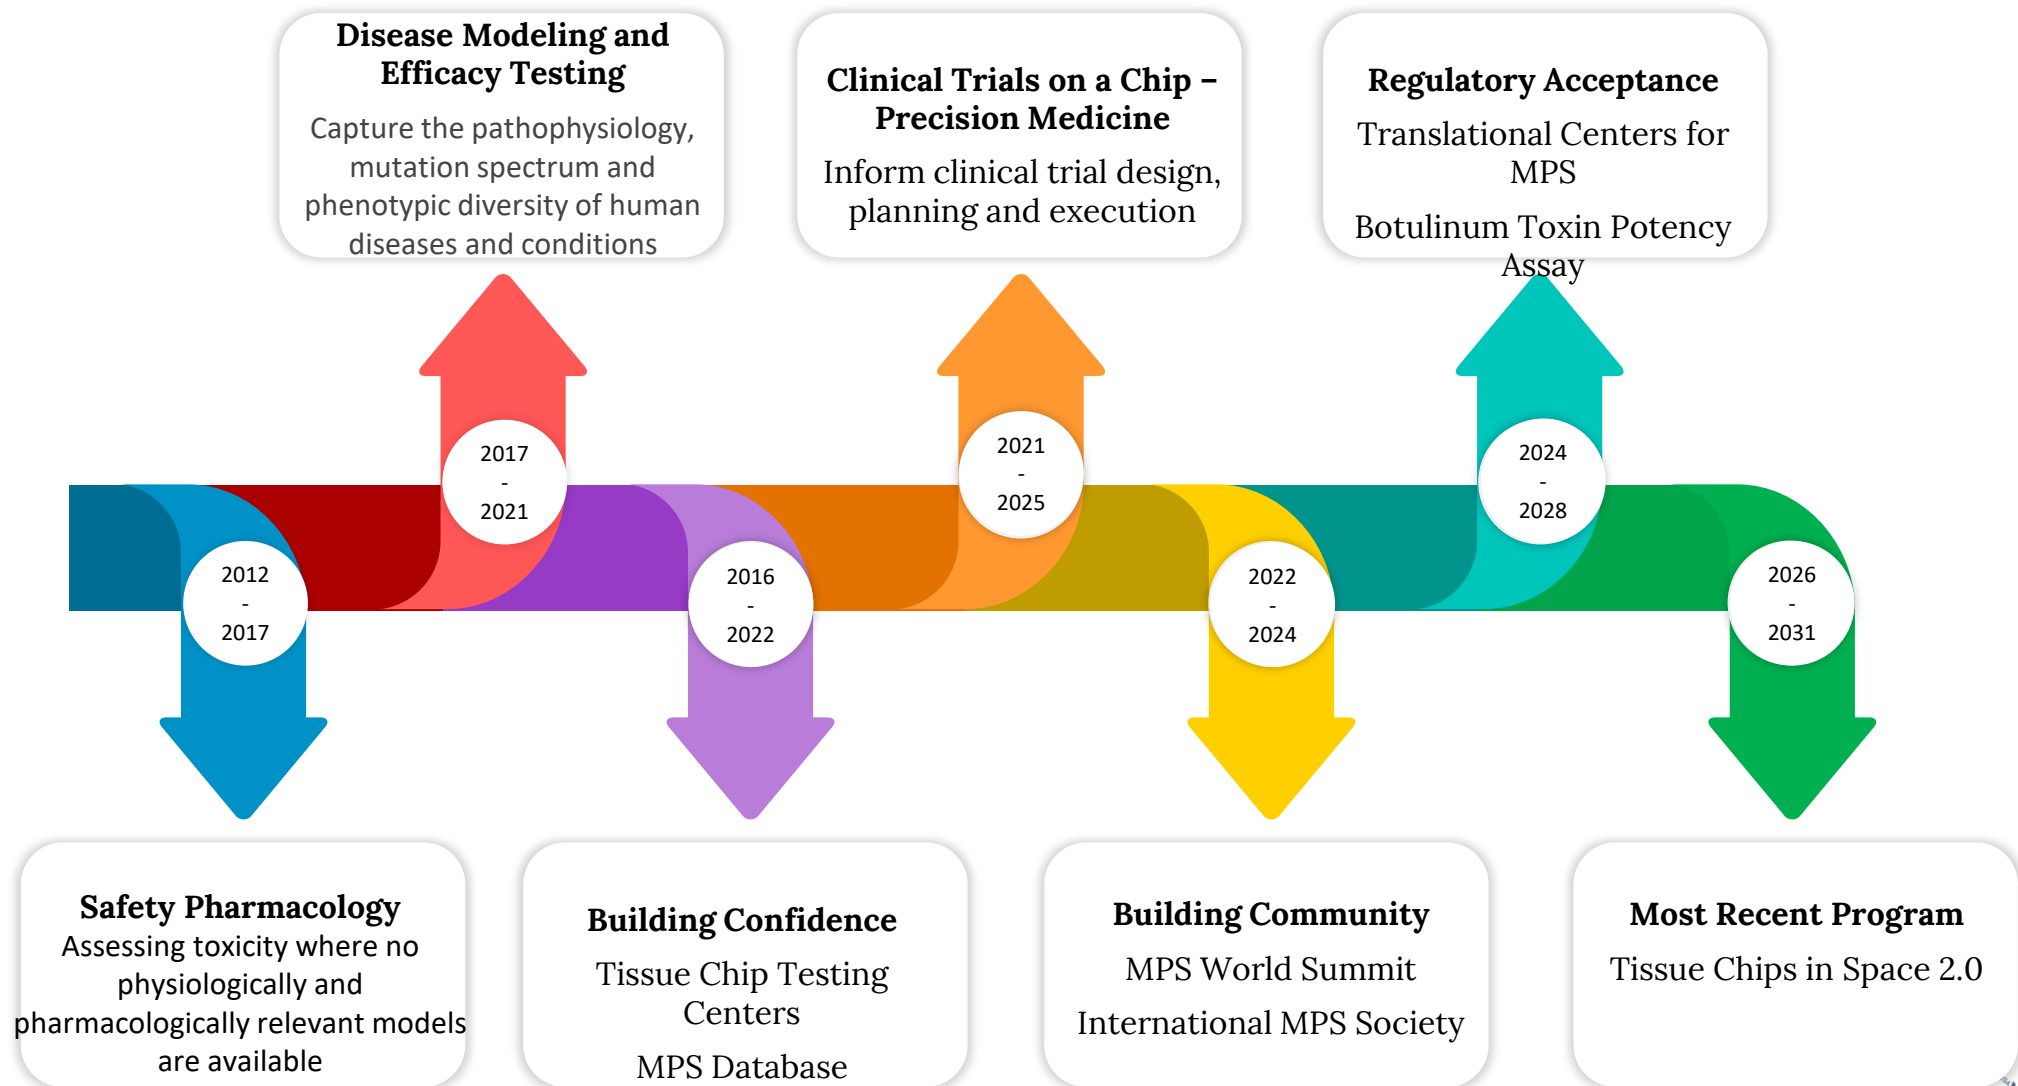 Disease Modeling and
Efficacy Testing
Capture the pathophysiology,
mutation spectrum and
phenotypic diversity of human
diseases and conditions
Clinical Trials on a Chip –
Precision Medicine
Inform clinical trial design,
planning and execution
Regulatory Acceptance
Translational Centers for
MPS
Botulinum Toxin Potency
Assay
2017
-
2021
2021
-
2025
2024
-
2028
2012
-
2017
2016
-
2022
2022
-
2024
2026
-
2031
Safety Pharmacology
Assessing toxicity where no
physiologically and
pharmacologically relevant models
are available
Building Confidence
Tissue Chip Testing
Centers
MPS Database
Building Community
MPS World Summit
International MPS Society
Most Recent Program
Tissue Chips in Space 2.0